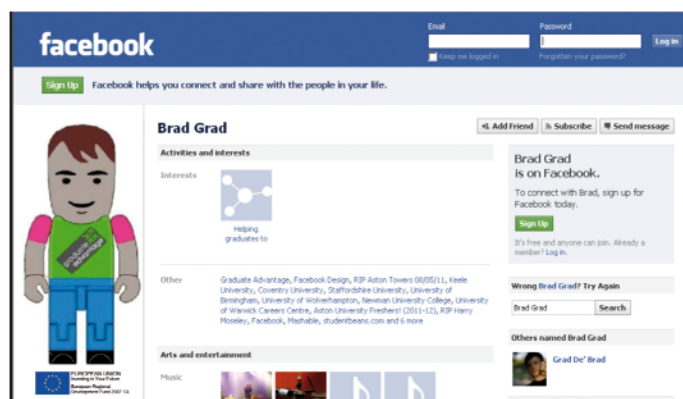 Email
Password
facebook
Log in
Keep me logged in
Forgotten your password?
Sign Up
Facebook helps you connect and share with the people in your life.
Brad Grad
Add Friend
Subscribe
Send message
Activities and interests
Interests
Helping
graduates to
Other
Graduate Advantage, Facebook Design, RIP Aston Towers 08/05/11, Keele
University, Coventry University, Staffordshire University, University of
Birmingham, University of Wolverhampton, Newman University College, University
of Warwick Careers Centre, Aston University Freshers! (2011-12), RIP Harry
Moseley, Facebook, Mashable, studentbeans.com and 6 more
Arts and entertainment
Music
graduate
advantage
EUROPEAN UNION
Investing in Your Future
European Regional
Development Fund 2007-13
Brad Grad
is on Facebook.
To connect with Brad, sign up for
Facebook today.
Sign Up
It's free and anyone can join. Already a
member? Log in.
Wrong Brad Grad? Try Again
Brad Grad
Search
Others named Brad Grad
Grad De' Brad